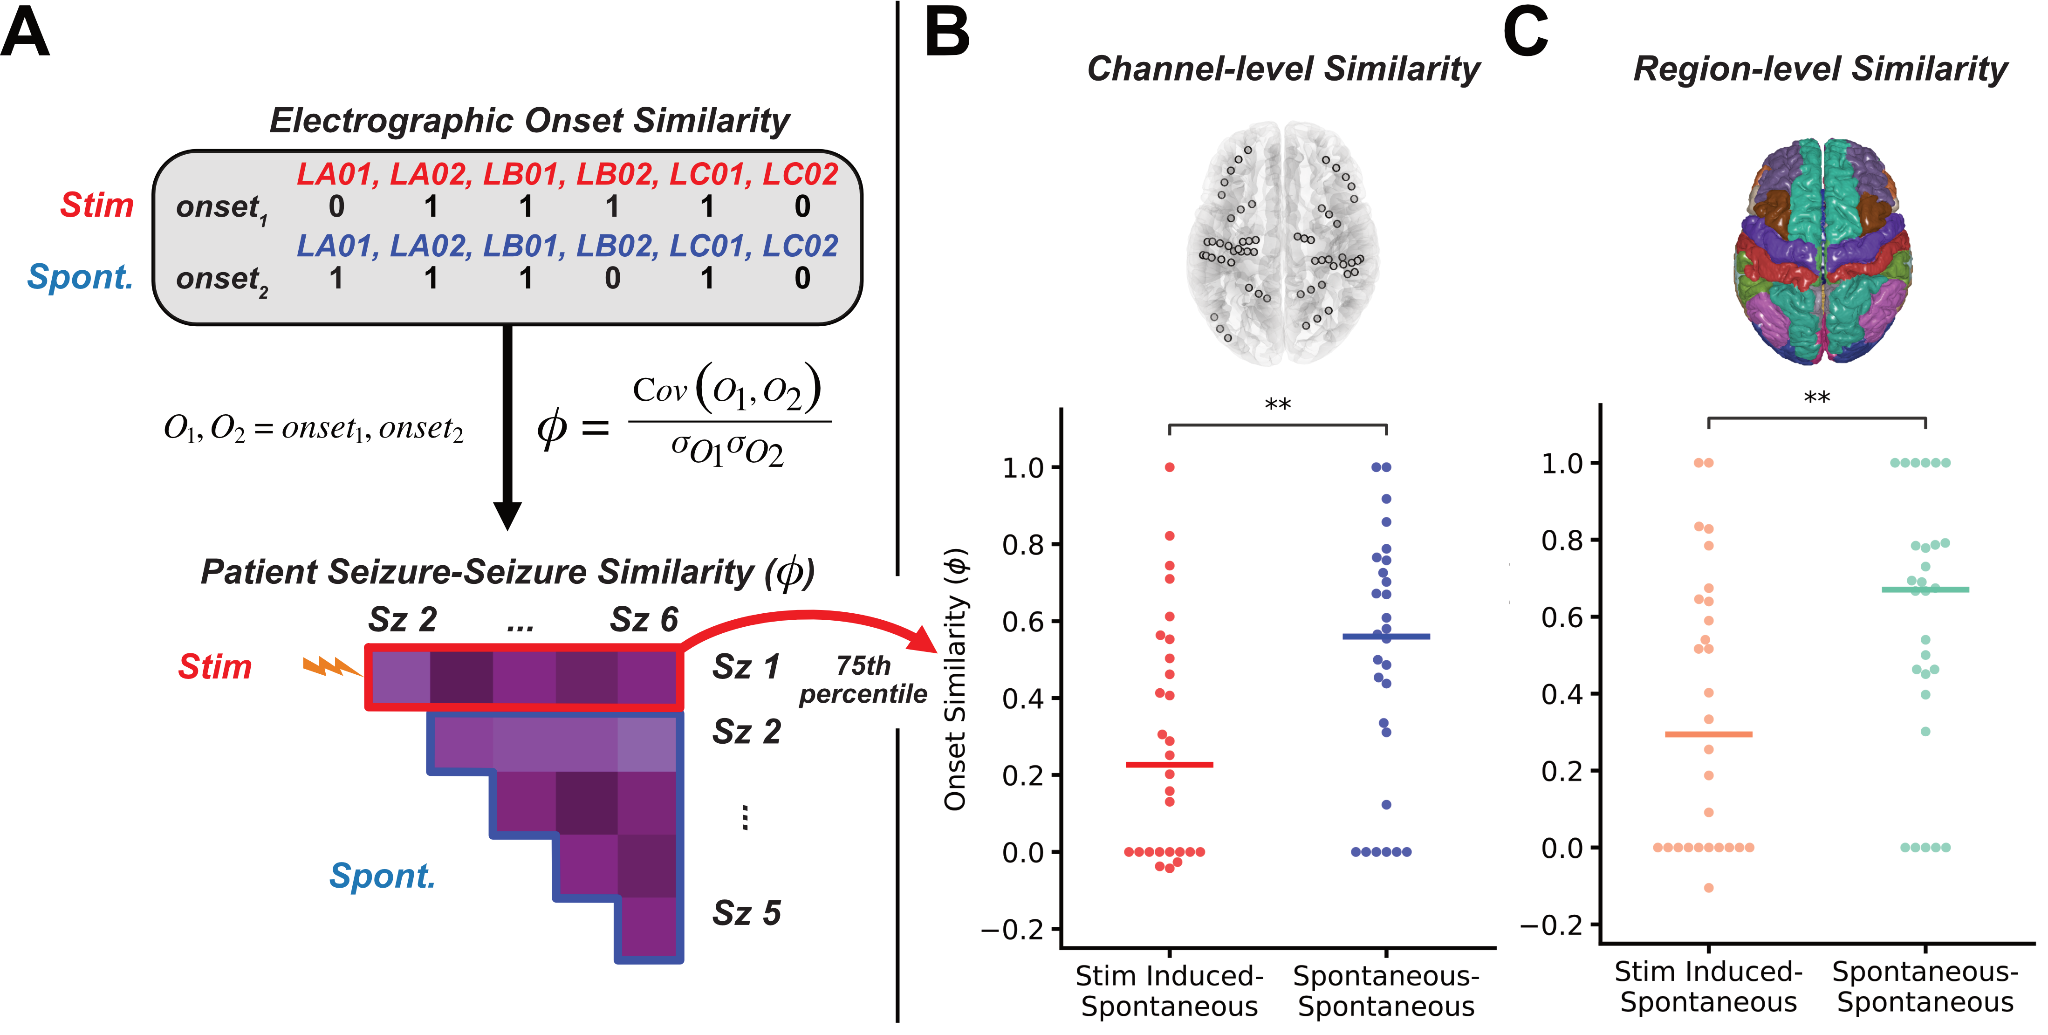 A
Electrographic Onset Similarity
LA01, LA02, LB01, LB02, LC01, LC02
Stim onset1 0 1 1 1 1 0
LA01, LA02, LB01, LB02, LC01, LC02
Spont. onset2 1 1 1 0 1 0
O1, O2 = onset1, onset2
ϕ = Cov (O1, O2) / σO1 σO2
Patient Seizure-Seizure Similarity (ϕ)
Sz 2 ... Sz 6
Stim
Sz 1
Sz 2
...
Spont.
Sz 5
75th
percentile
B
Channel-level Similarity
**
Onset Similarity (ϕ)
1.0
0.8
0.6
0.4
0.2
0.0
−0.2
Stim Induced-
Spontaneous
Spontaneous-
Spontaneous
C
Region-level Similarity
**
1.0
0.8
0.6
0.4
0.2
0.0
−0.2
Stim Induced-
Spontaneous
Spontaneous-
Spontaneous